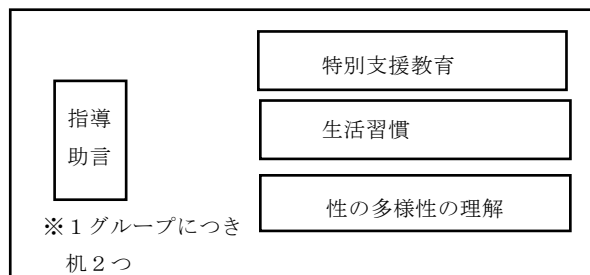 特別支援教育
指導
助言
生活習慣
性の多様性の理解
※１グループにつき
机２つ